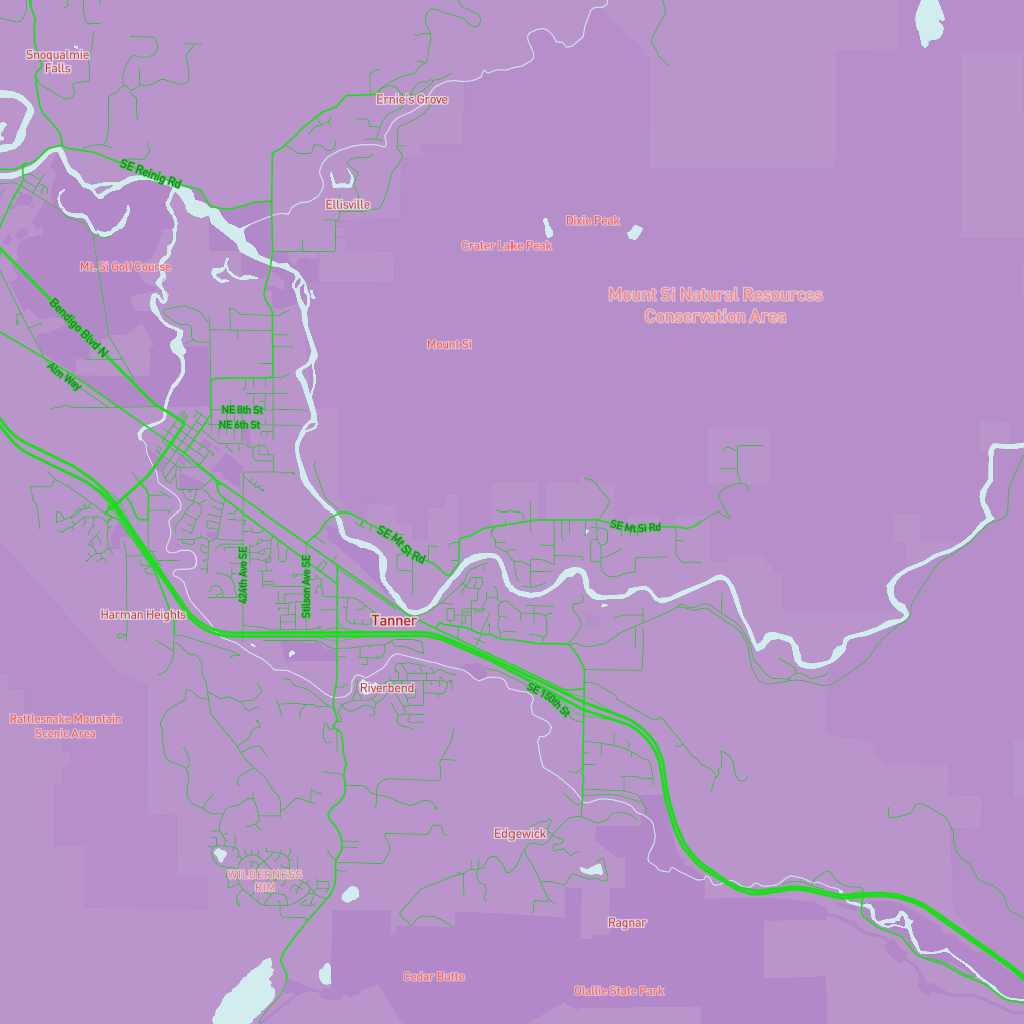 Snoqualmie
Falls
Ernie's Grove
SE Reinig Rd
Ellisville
Dixie Peak
Crater Lake Peak
Mt. Si Golf Course
Mount Si Natural Resources
Conservation Area
Bendigo Blvd N
Mount Si
Alm Way
NE 8th St
NE 6th St
SE Mt Si Rd
SE Mt Si Rd
424th Ave SE
Stilson Ave SE
Harman Heights
Tanner
Riverbend
SE 150th St
Rattlesnake Mountain
Scenic Area
Edgewick
WILDERNESS
RIM
Ragnar
Cedar Butte
Olallie State Park